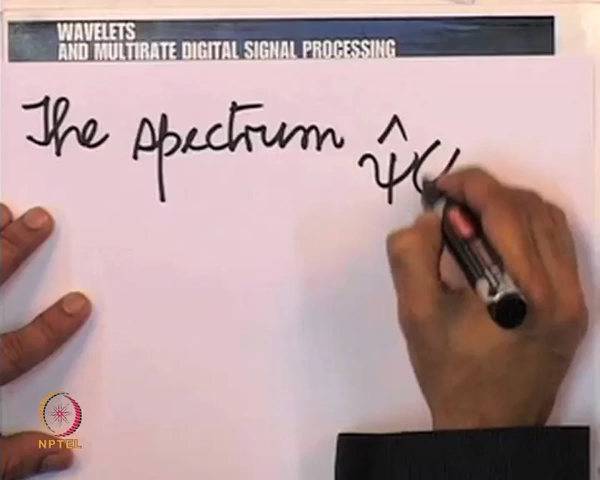 WAVELETS
AND MULTIRATE DIGITAL SIGNAL PROCESSING
The spectrum ψ̂(
NPTEL